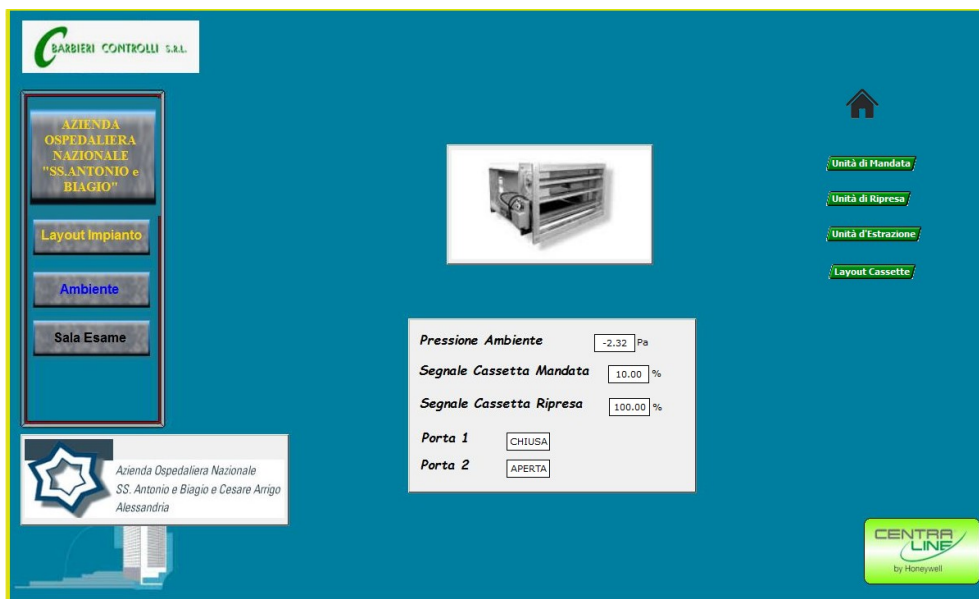 BARBIERI CONTROLLI S.R.L.
AZIENDA
OSPEDALIERA
NAZIONALE
"SS.ANTONIO e
BIAGIO"
Layout Impianto
Ambiente
Sala Esame
Azienda Ospedaliera Nazionale
SS. Antonio e Biagio e Cesare Arrigo
Alessandria
Pressione Ambiente -2.32 Pa
Segnale Cassetta Mandata 10.00 %
Segnale Cassetta Ripresa 100.00 %
Porta 1 CHIUSA
Porta 2 APERTA
Unità di Mandata
Unità di Ripresa
Unità d'Estrazione
Layout Cassette
CENTRA
LINE
by Honeywell